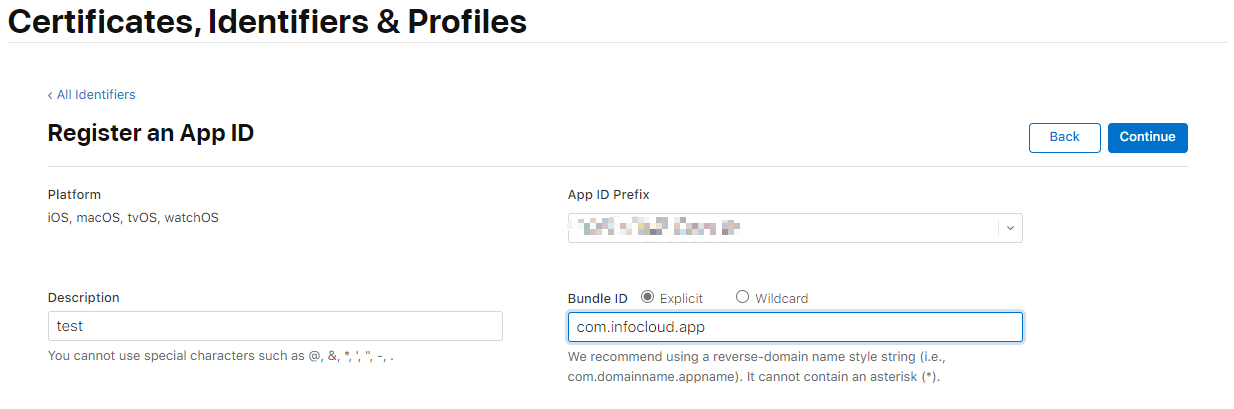 Certificates, Identifiers & Profiles
‹ All Identifiers
Register an App ID
Back
Continue
Platform
iOS, macOS, tvOS, watchOS
App ID Prefix
Description
test
You cannot use special characters such as @, &, *, ', ", -, .
Bundle ID Explicit Wildcard
com.infocloud.app
We recommend using a reverse-domain name style string (i.e.,
com.domainname.appname). It cannot contain an asterisk (*).